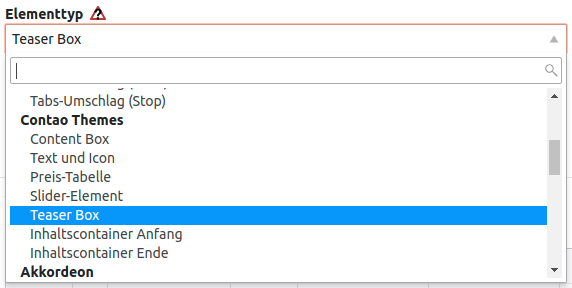 Elementtyp
Teaser Box
Tabs-Umschlag (Stop)
Contao Themes
Content Box
Text und Icon
Preis-Tabelle
Slider-Element
Teaser Box
Inhaltscontainer Anfang
Inhaltscontainer Ende
Akkordeon